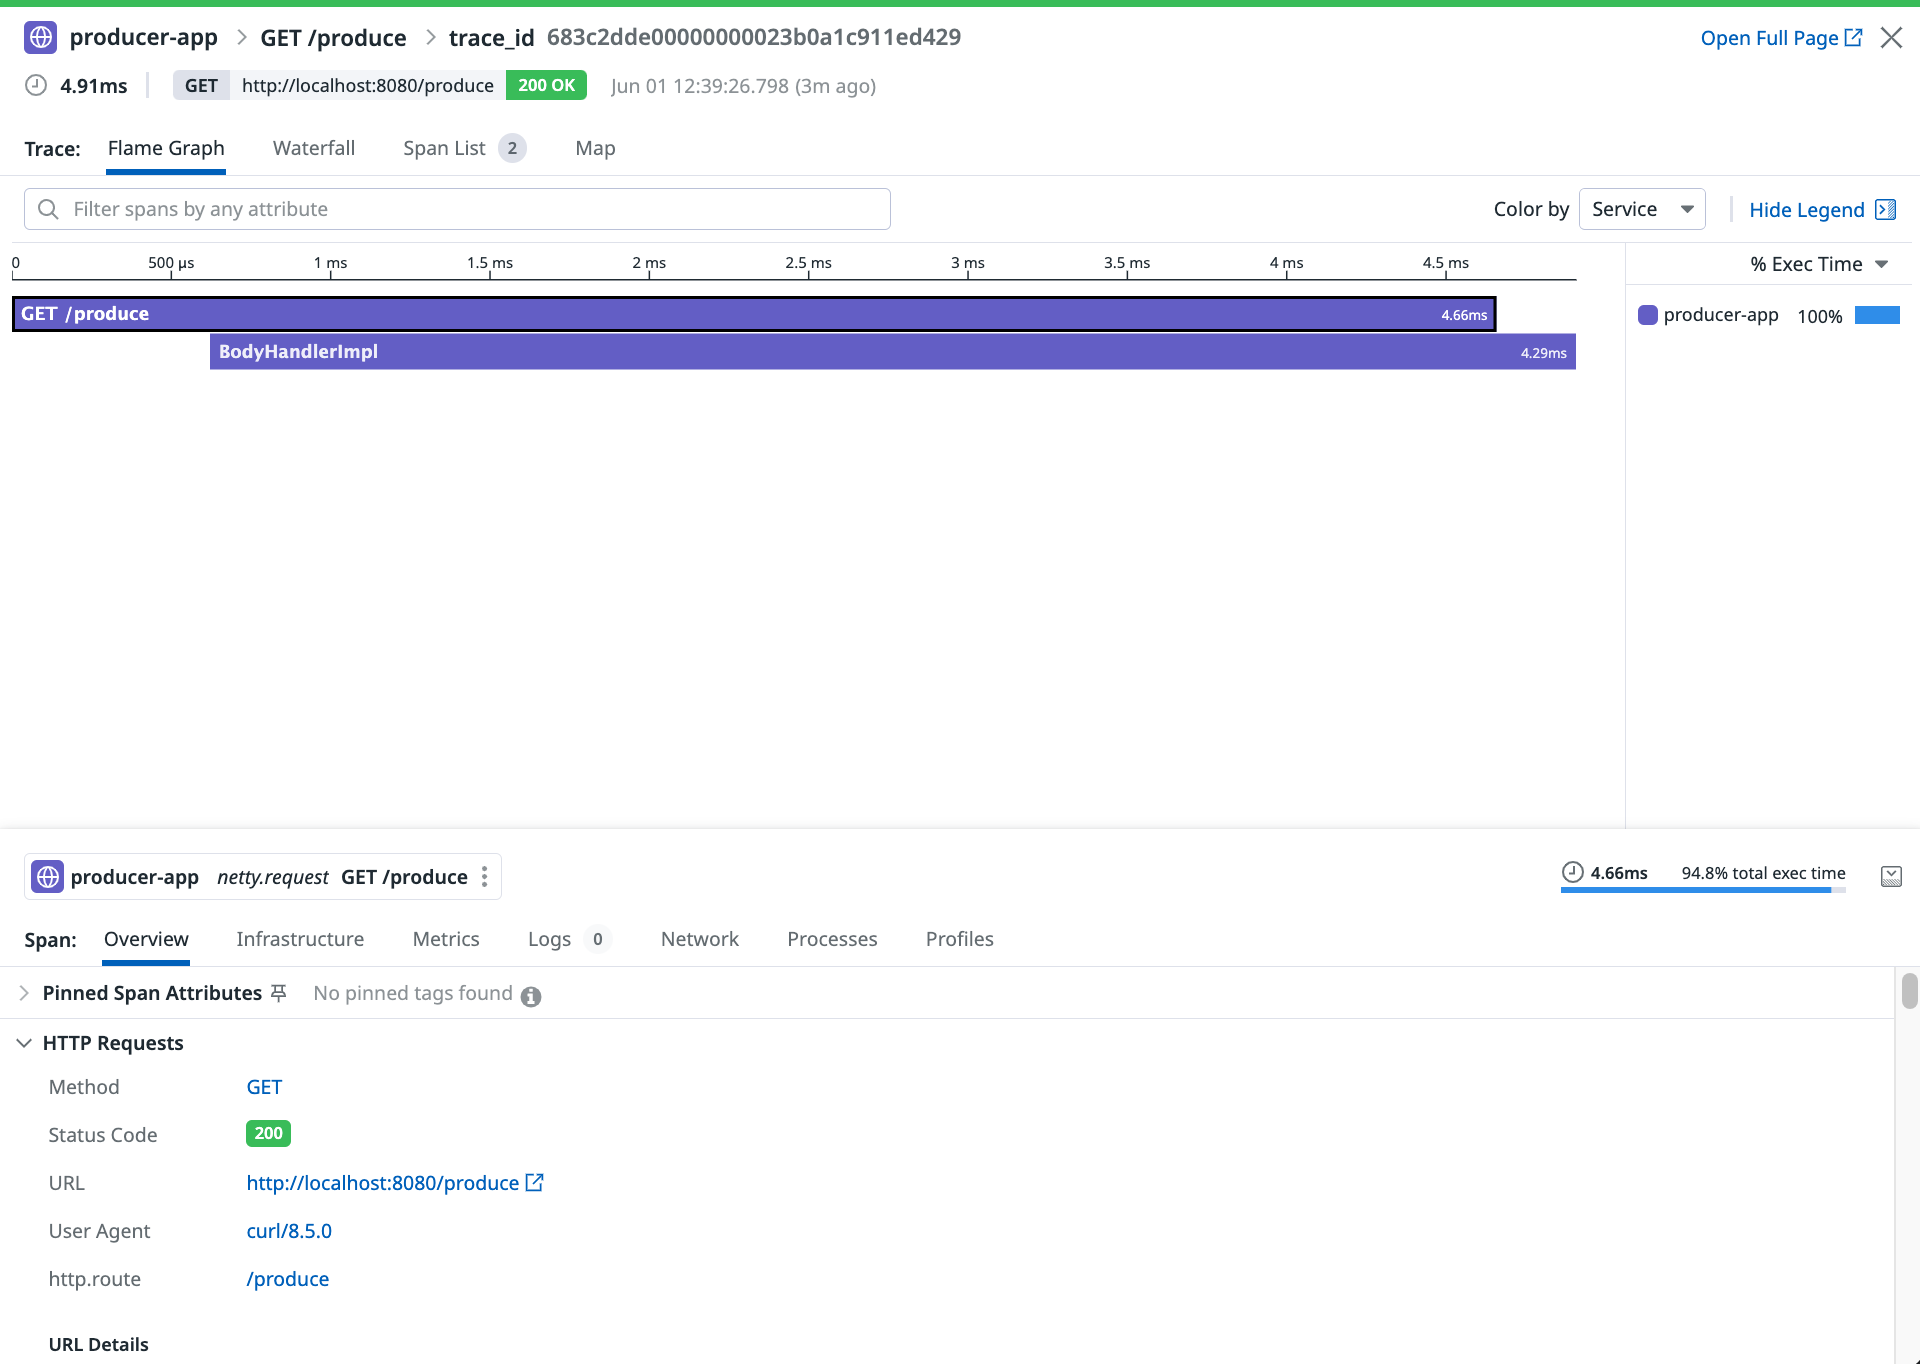 producer-app > GET /produce > trace_id 683c2dde00000000023b0a1c911ed429 Open Full Page
4.91ms GET http://localhost:8080/produce 200 OK Jun 01 12:39:26.798 (3m ago)
Trace: Flame Graph Waterfall Span List 2 Map
Filter spans by any attribute Color by Service Hide Legend
0 500 µs 1 ms 1.5 ms 2 ms 2.5 ms 3 ms 3.5 ms 4 ms 4.5 ms % Exec Time
GET /produce 4.66ms producer-app 100%
BodyHandlerImpl 4.29ms
producer-app netty.request GET /produce 4.66ms 94.8% total exec time
Span: Overview Infrastructure Metrics Logs 0 Network Processes Profiles
Pinned Span Attributes No pinned tags found
HTTP Requests
Method GET
Status Code 200
URL http://localhost:8080/produce
User Agent curl/8.5.0
http.route /produce
URL Details